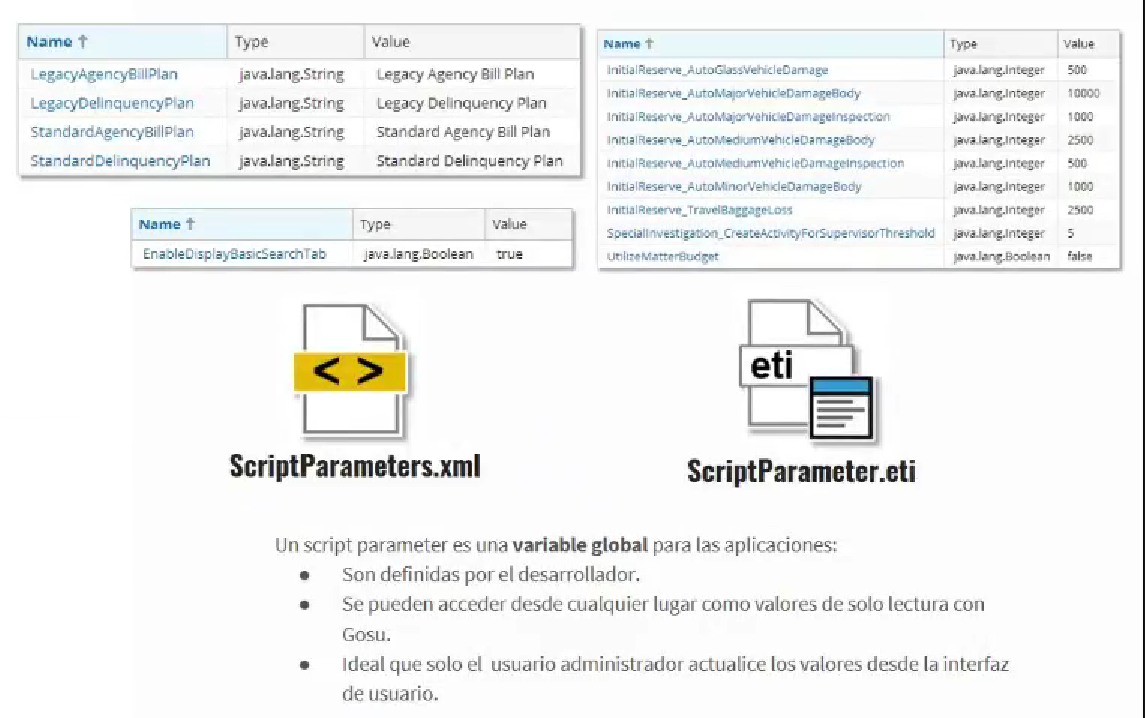 Name ↑ Type Value
LegacyAgencyBillPlan java.lang.String Legacy Agency Bill Plan
LegacyDelinquencyPlan java.lang.String Legacy Delinquency Plan
StandardAgencyBillPlan java.lang.String Standard Agency Bill Plan
StandardDelinquencyPlan java.lang.String Standard Delinquency Plan
Name ↑ Type Value
EnableDisplayBasicSearchTab java.lang.Boolean true
Name ↑ Type Value
InitialReserve_AutoGlassVehicleDamage java.lang.Integer 500
InitialReserve_AutoMajorVehicleDamageBody java.lang.Integer 10000
InitialReserve_AutoMajorVehicleDamageInspection java.lang.Integer 1000
InitialReserve_AutoMediumVehicleDamageBody java.lang.Integer 2500
InitialReserve_AutoMediumVehicleDamageInspection java.lang.Integer 500
InitialReserve_AutoMinorVehicleDamageBody java.lang.Integer 1000
InitialReserve_TravelBaggageLoss java.lang.Integer 2500
SpecialInvestigation_CreateActivityForSupervisorThreshold java.lang.Integer 5
UtilizeMatterBudget java.lang.Boolean false
< >
ScriptParameters.xml
eti
ScriptParameter.eti
Un script parameter es una variable global para las aplicaciones:
● Son definidas por el desarrollador.
● Se pueden acceder desde cualquier lugar como valores de solo lectura con
Gosu.
● Ideal que solo el usuario administrador actualice los valores desde la interfaz
de usuario.